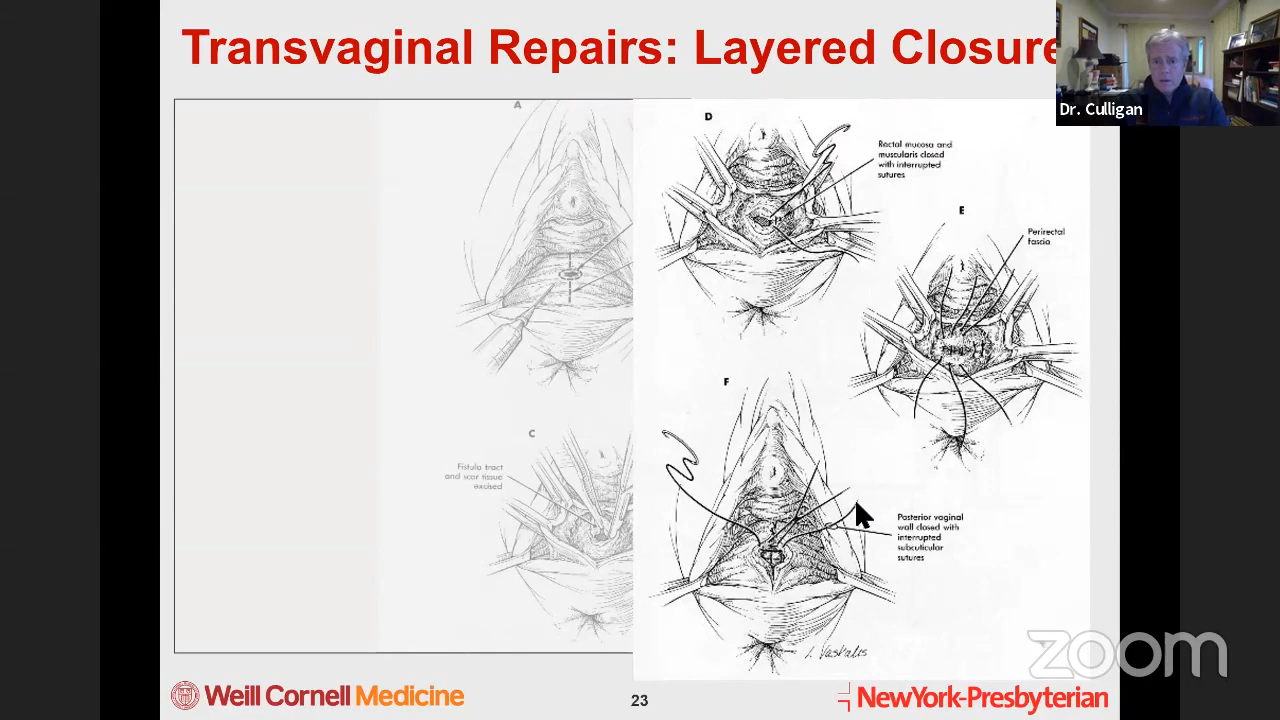 Transvaginal Repairs: Layered Closure
Dr. Culligan
A
C
Fistula tract
and scar tissue
excised
D
Rectal mucosa and
muscularis closed
with interrupted
sutures
E
Perirectal
fascia
F
Posterior vaginal
wall closed with
interrupted
subcuticular
sutures
Vaskalis
zoom
Weill Cornell Medicine
23
NewYork-Presbyterian